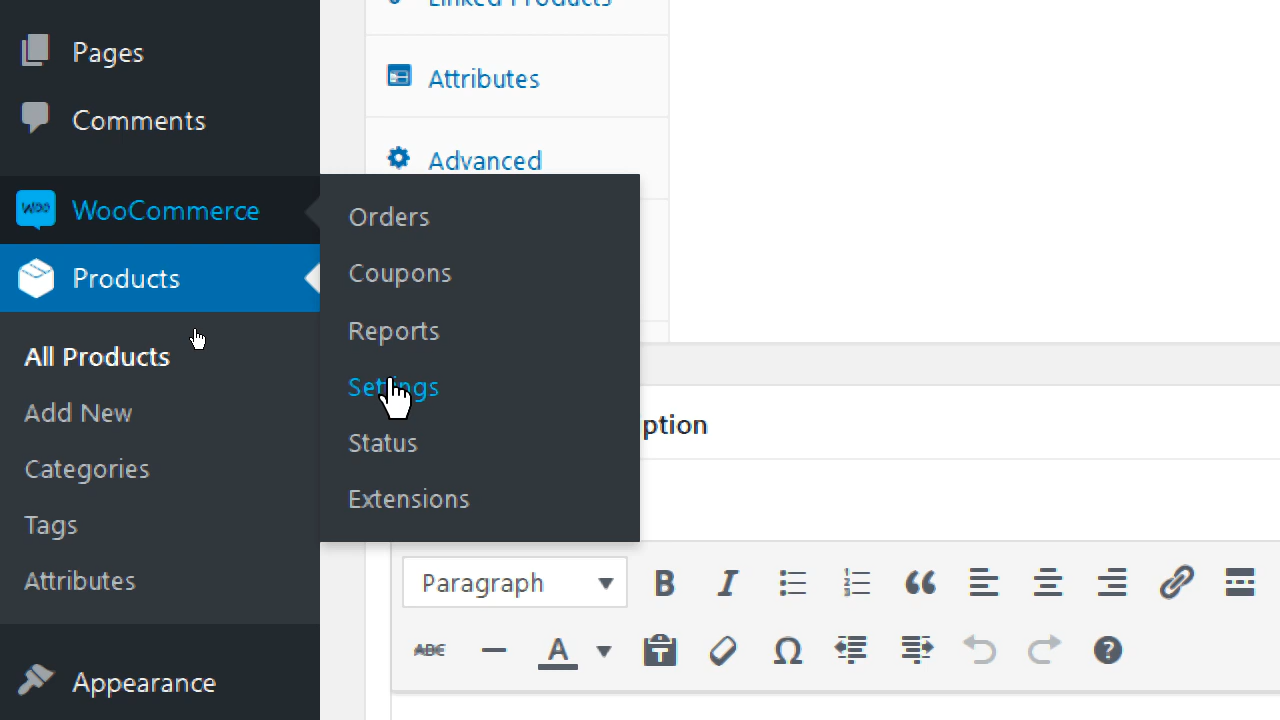 Pages
Comments
WooCommerce
Products
All Products
Add New
Categories
Tags
Attributes
Appearance
Linked Products
Attributes
Advanced
Orders
Coupons
Reports
Settings
Status
Extensions
ption
Paragraph
B I
ABC A T Ω ?